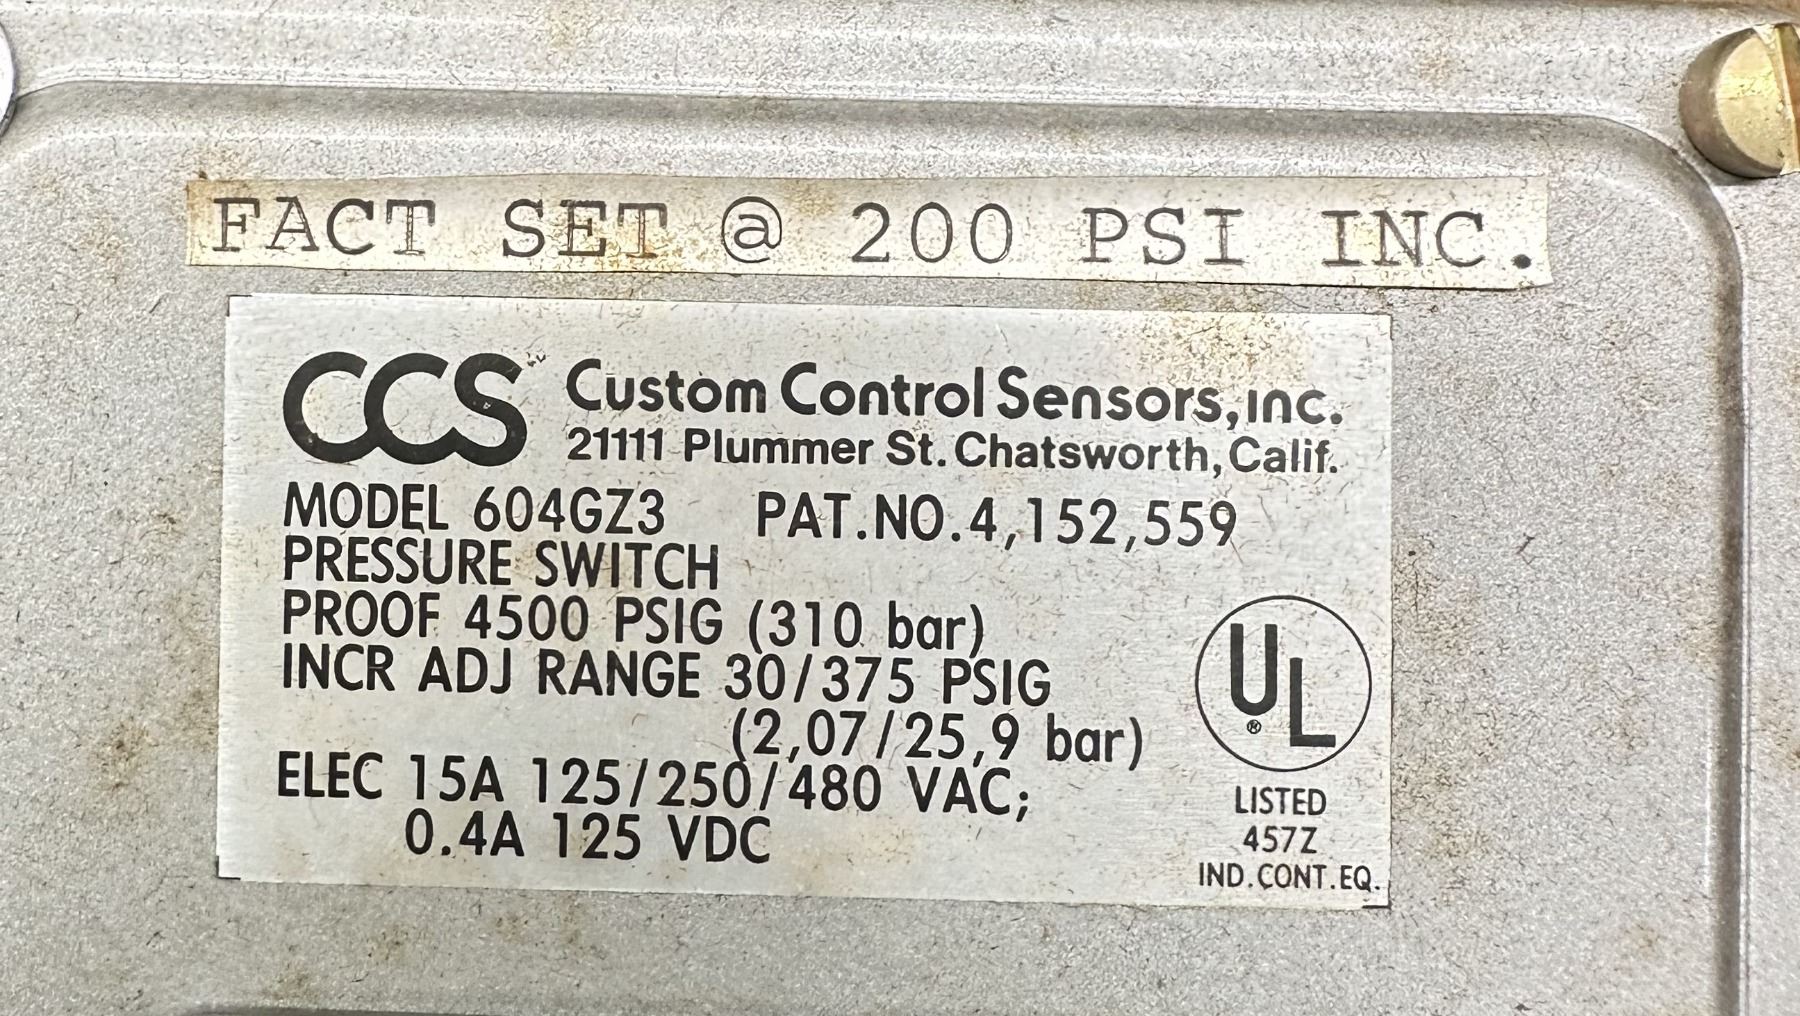 FACT SET @ 200 PSI INC.
CCS Custom Control Sensors, inc.
21111 Plummer St. Chatsworth, Calif.
MODEL 604GZ3 PAT.NO.4,152,559
PRESSURE SWITCH
PROOF 4500 PSIG (310 bar)
INCR ADJ RANGE 30/375 PSIG
(2,07/25,9 bar)
ELEC 15A 125/250/480 VAC;
0.4A 125 VDC
UL ®
LISTED
457Z
IND.CONT.EQ.